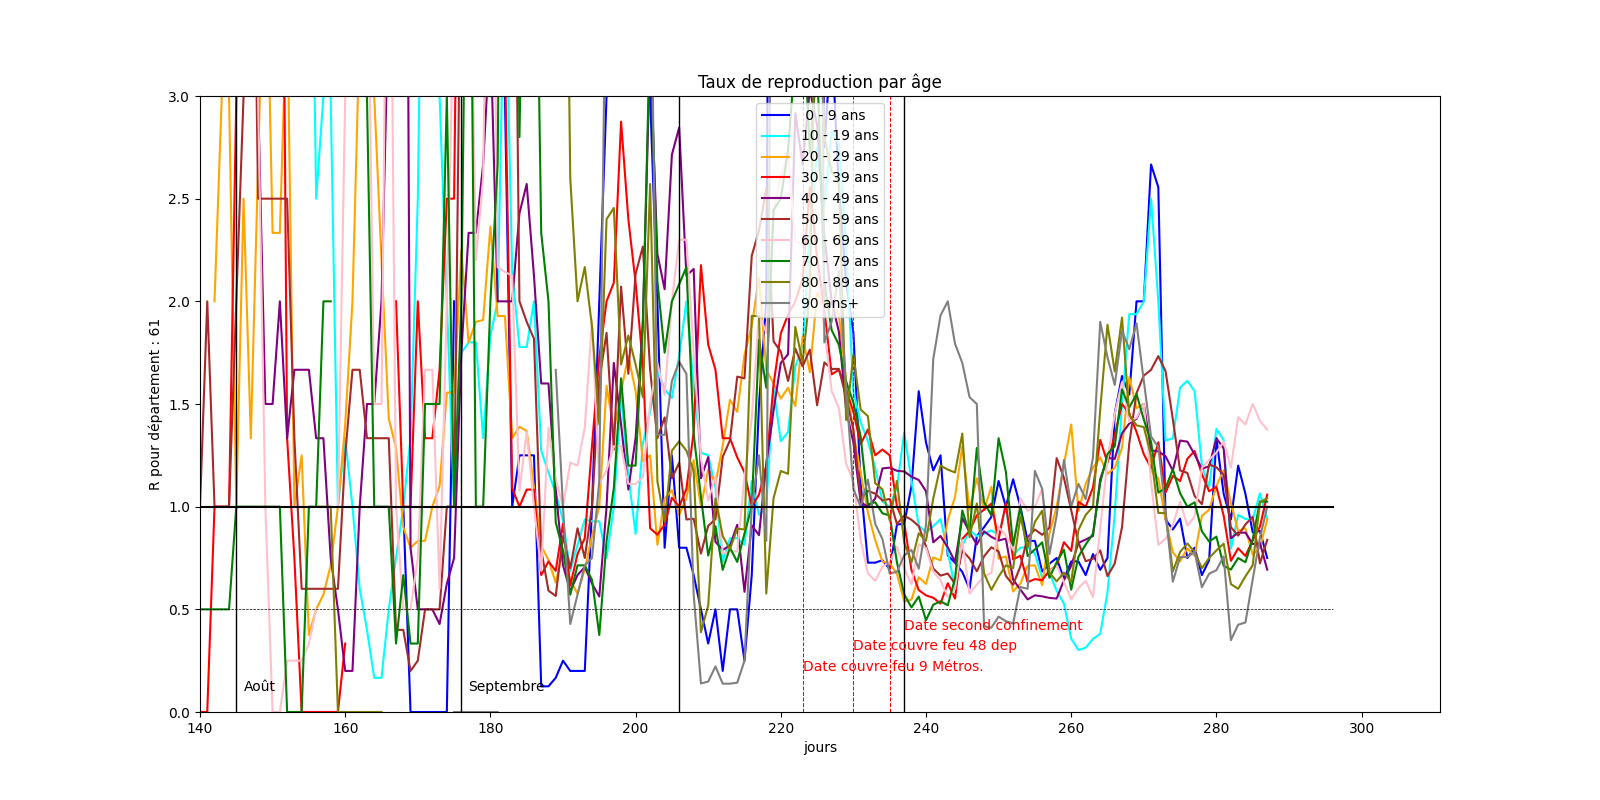 Taux de reproduction par âge
R pour département : 61
3.0
2.5
2.0
1.5
1.0
0.5
0.0
0 - 9 ans
10 - 19 ans
20 - 29 ans
30 - 39 ans
40 - 49 ans
50 - 59 ans
60 - 69 ans
70 - 79 ans
80 - 89 ans
90 ans+
Date second confinement
Date couvre feu 48 dep
Date couvre feu 9 Métros.
Août
Septembre
140 160 180 200 220 240 260 280 300
jours